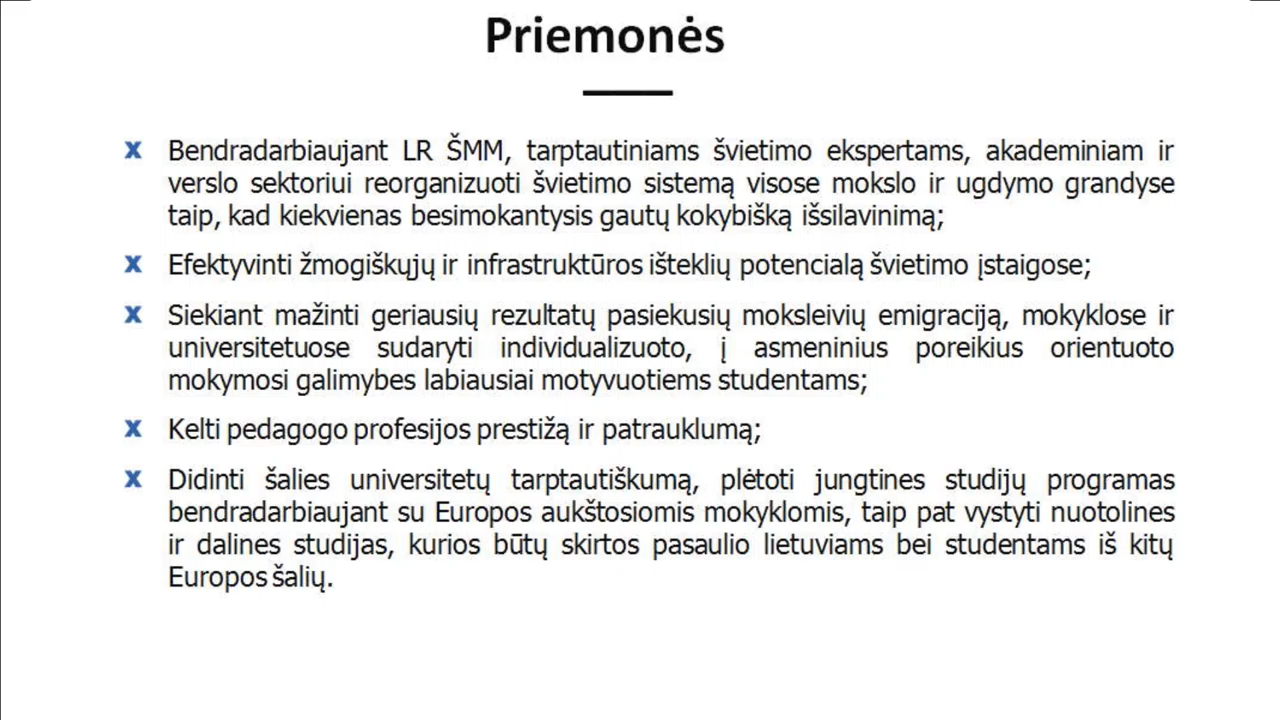 Priemonės
x Bendradarbiaujant LR ŠMM, tarptautiniams švietimo ekspertams, akademiniam ir
verslo sektoriui reorganizuoti švietimo sistemą visose mokslo ir ugdymo grandyse
taip, kad kiekvienas besimokantysis gautų kokybišką išsilavinimą;
x Efektyvinti žmogiškųjų ir infrastruktūros išteklių potencialą švietimo įstaigose;
x Siekiant mažinti geriausių rezultatų pasiekusių moksleivių emigraciją, mokyklose ir
universitetuose sudaryti individualizuoto, į asmeninius poreikius orientuoto
mokymosi galimybes labiausiai motyvuotiems studentams;
x Kelti pedagogo profesijos prestižą ir patrauklumą;
x Didinti šalies universitetų tarptautiškumą, plėtoti jungtines studijų programas
bendradarbiaujant su Europos aukštosiomis mokyklomis, taip pat vystyti nuotolines
ir dalines studijas, kurios būtų skirtos pasaulio lietuviams bei studentams iš kitų
Europos šalių.